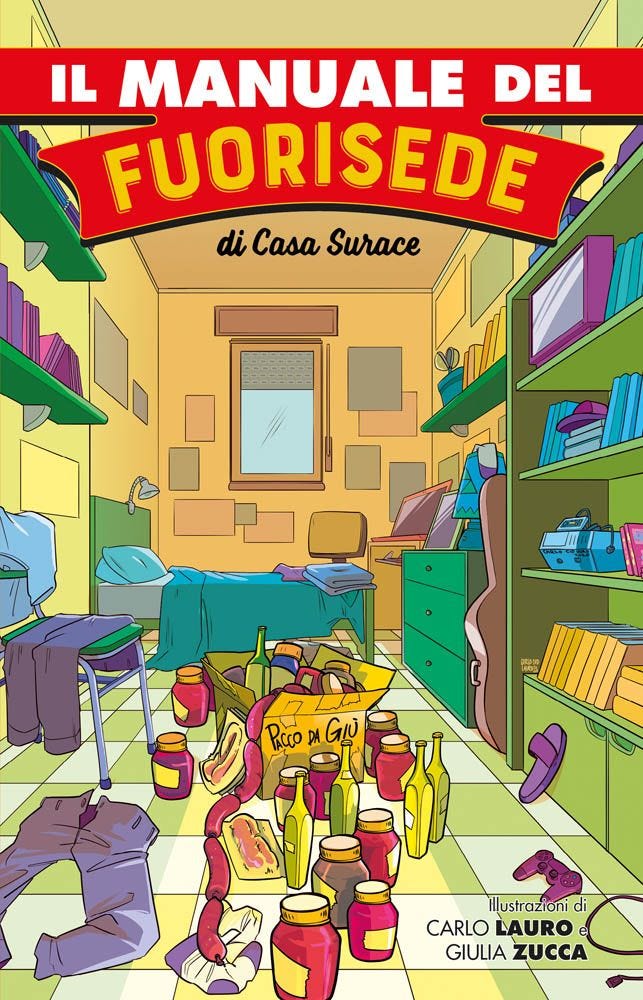 IL MANUALE DEL
FUORISEDE
di Casa Surace
PACCO DA GIÙ
Illustrazioni di
CARLO LAURO e
GIULIA ZUCCA